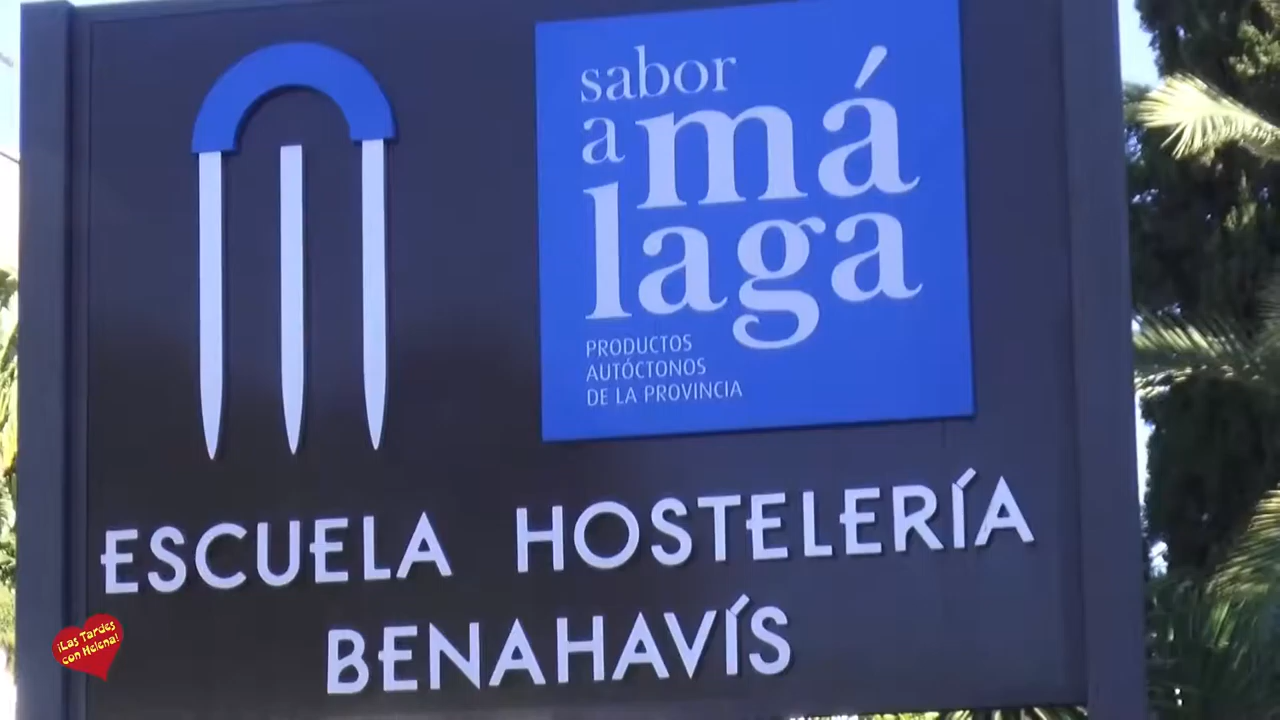 sabor
a má
laga
PRODUCTOS
AUTÓCTONOS
DE LA PROVINCIA
ESCUELA HOSTELERÍA
BENAHAVÍS
¡Las Tardes
con Helena!